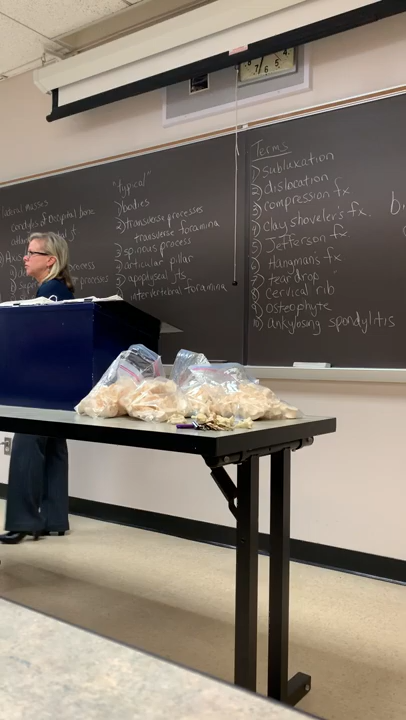 lateral masses
condyles of occipital bone
process
processes
"typical"
1) bodies
2) transverse processes
transverse foramina
3) spinous process
4) articular pillar
5) apophyseal jts.
intervertebral foramina
Terms
1) subluxation
2) dislocation
3) compression fx
4) clay shoveler's fx.
5) Jefferson fx
6) Hangmans fx
7) tear drop "
8) cervical rib
9) osteophyte
10) ankylosing spondylitis
b
7 6 5 4